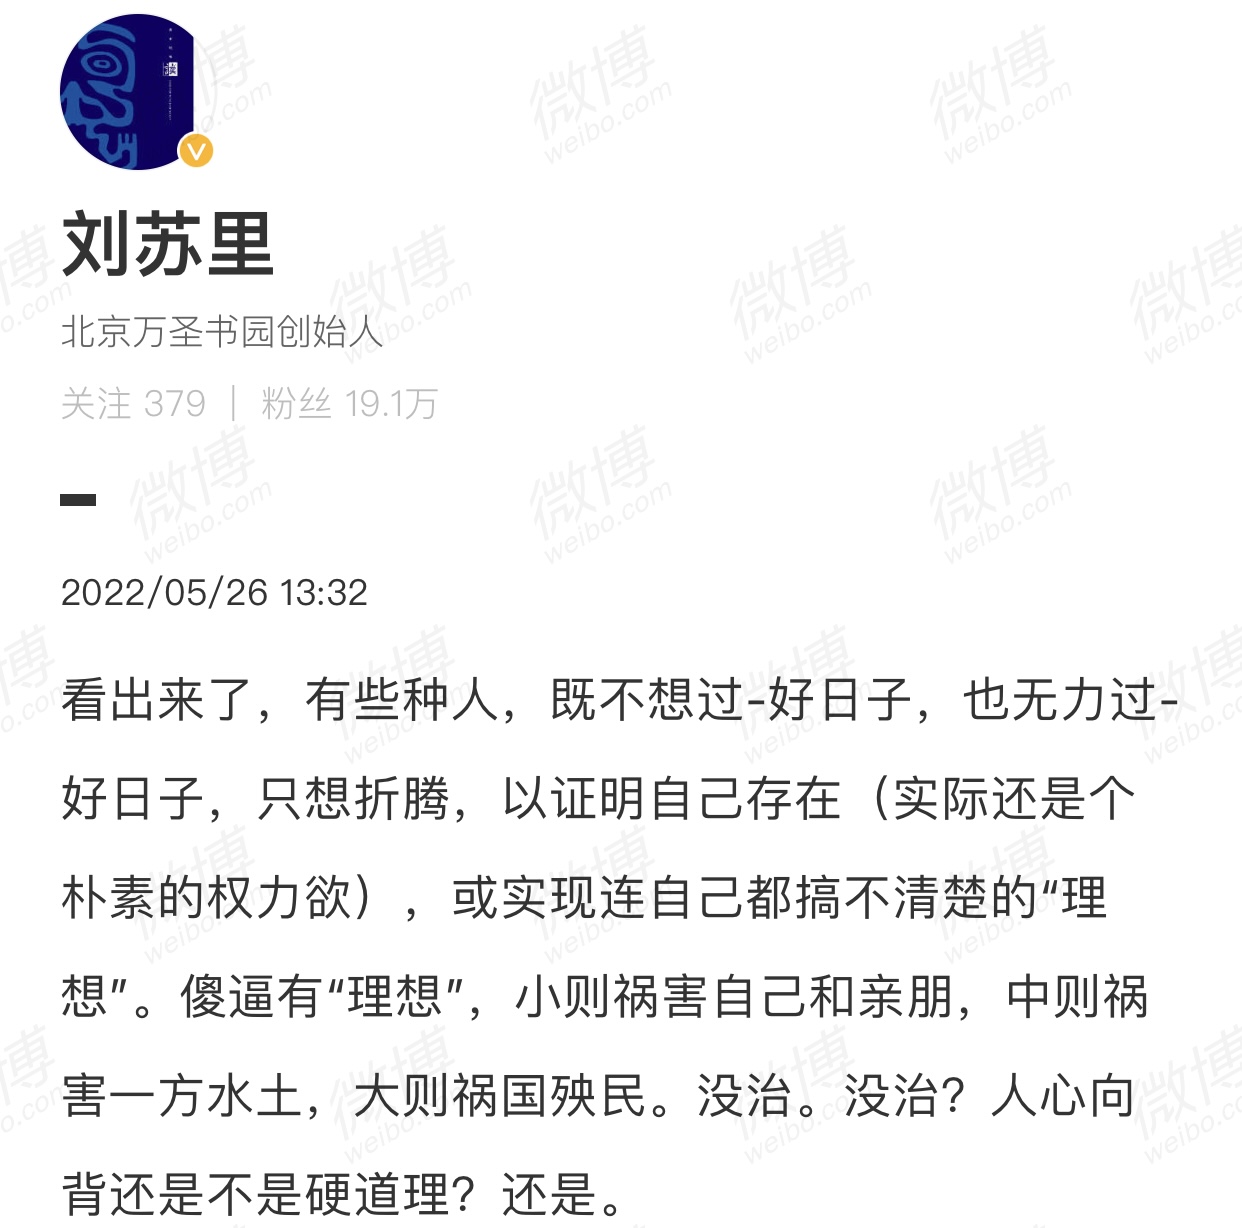 刘苏里
北京万圣书园创始人
关注 379 | 粉丝 19.1万
2022/05/26 13:32
看出来了，有些种人，既不想过-好日子，也无力过-
好日子，只想折腾，以证明自己存在（实际还是个
朴素的权力欲），或实现连自己都搞不清楚的“理
想”。傻逼有“理想”，小则祸害自己和亲朋，中则祸
害一方水土，大则祸国殃民。没治。没治？人心向
背还是不是硬道理？还是。
微博
weibo.com